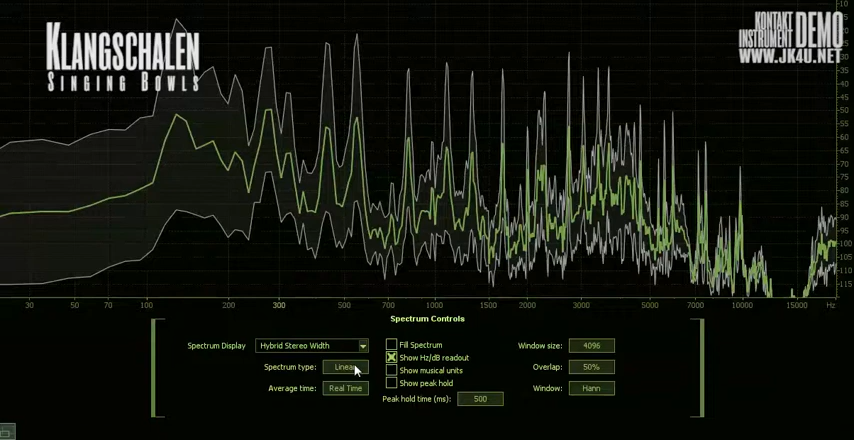 KLANGSCHALEN
SINGING BOWLS
KONTAKT INSTRUMENT DEMO
WWW.JK4U.NET
-10
-25
-30
-35
-40
-45
-50
-55
-60
-65
-70
-75
-80
-85
-90
-95
-105
-115
30 50 70 100 200 300 500 700 1000 1500 2000 3000 5000 7000 10000 15000 Hz
Spectrum Controls
Spectrum Display Hybrid Stereo Width
Spectrum type: Linear
Average time: Real Time
Fill Spectrum
Show Hz/dB readout
Show musical units
Show peak hold
Peak hold time (ms): 500
Window size: 4096
Overlap: 50%
Window: Hann